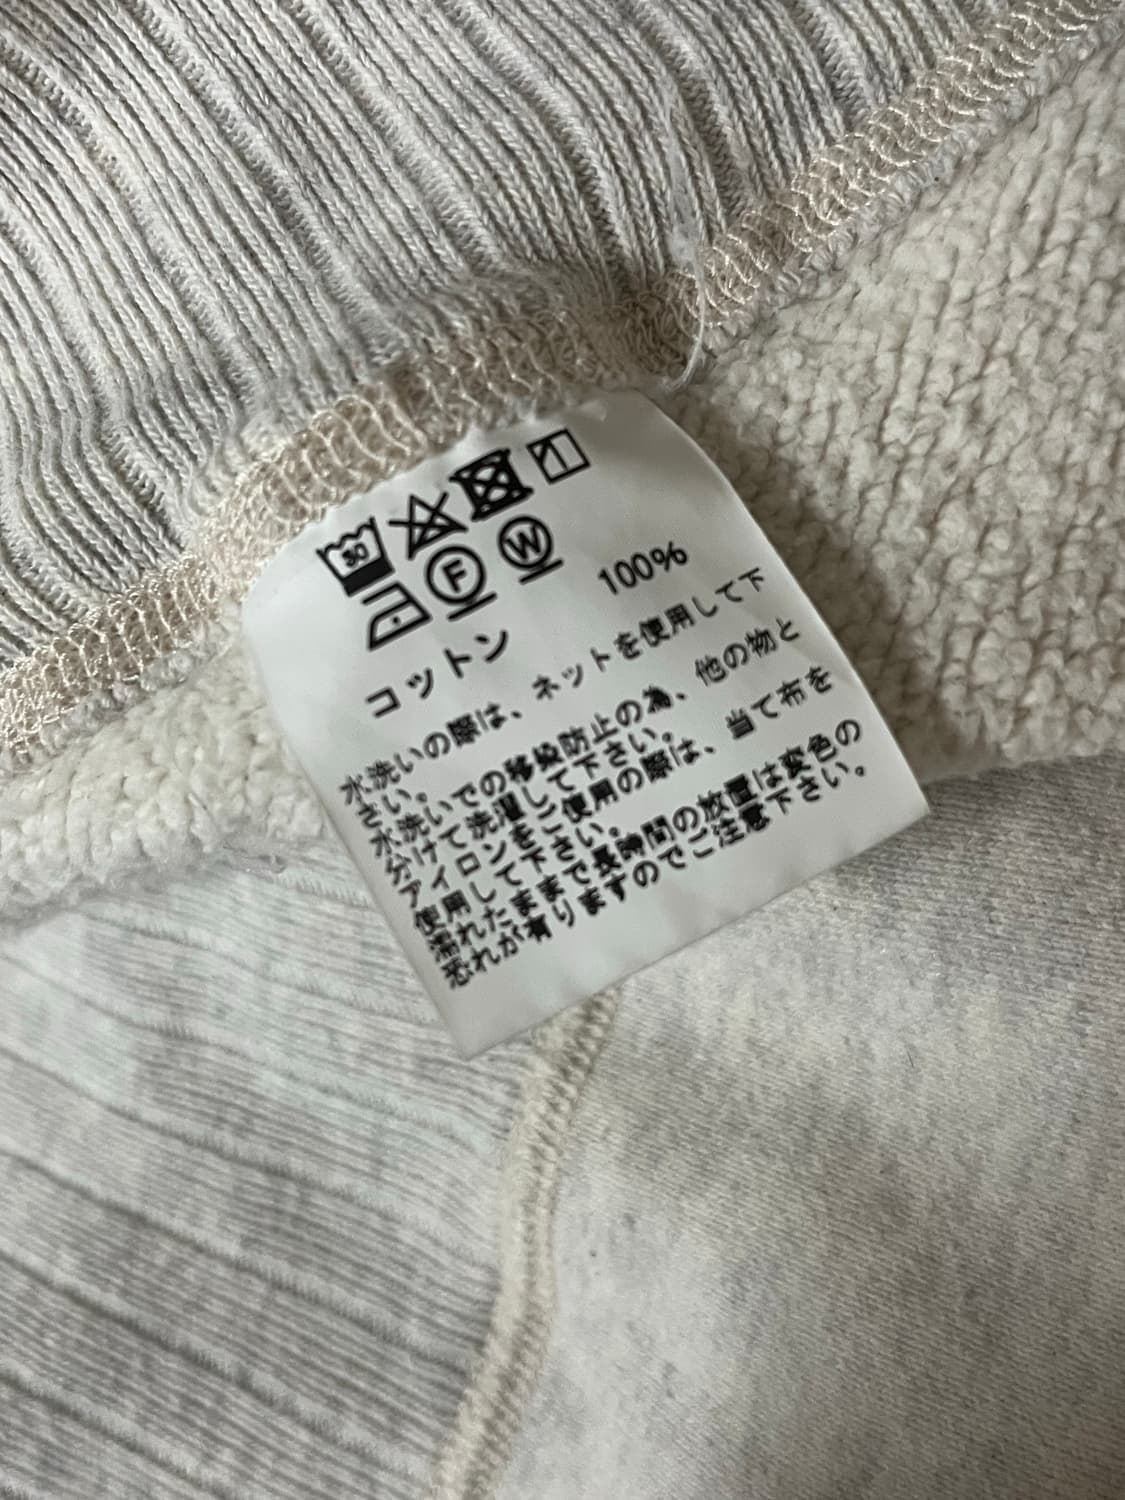 30
F W
コットン 100%
水洗いの際は、ネットを使用して下
さい。
水洗いでの移染防止の為、他の物と
分けて洗濯して下さい。
アイロンをご使用の際は、当て布を
使用して下さい。
濡れたままで長時間の放置は変色の
恐れが有りますのでご注意下さい。